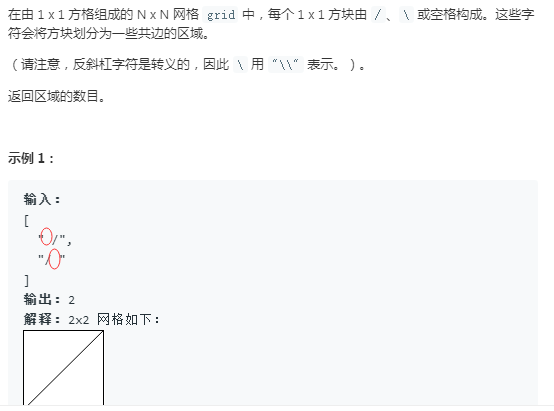 在由 1 x 1 方格组成的 N x N 网格 grid 中，每个 1 x 1 方块由 /、\ 或空格构成。这些字
符会将方块划分为一些共边的区域。
（请注意，反斜杠字符是转义的，因此 \ 用 "\\" 表示。）。
返回区域的数目。
示例 1：
输入：
[
  " /",
  "/ "
]
输出：2
解释：2x2 网格如下：